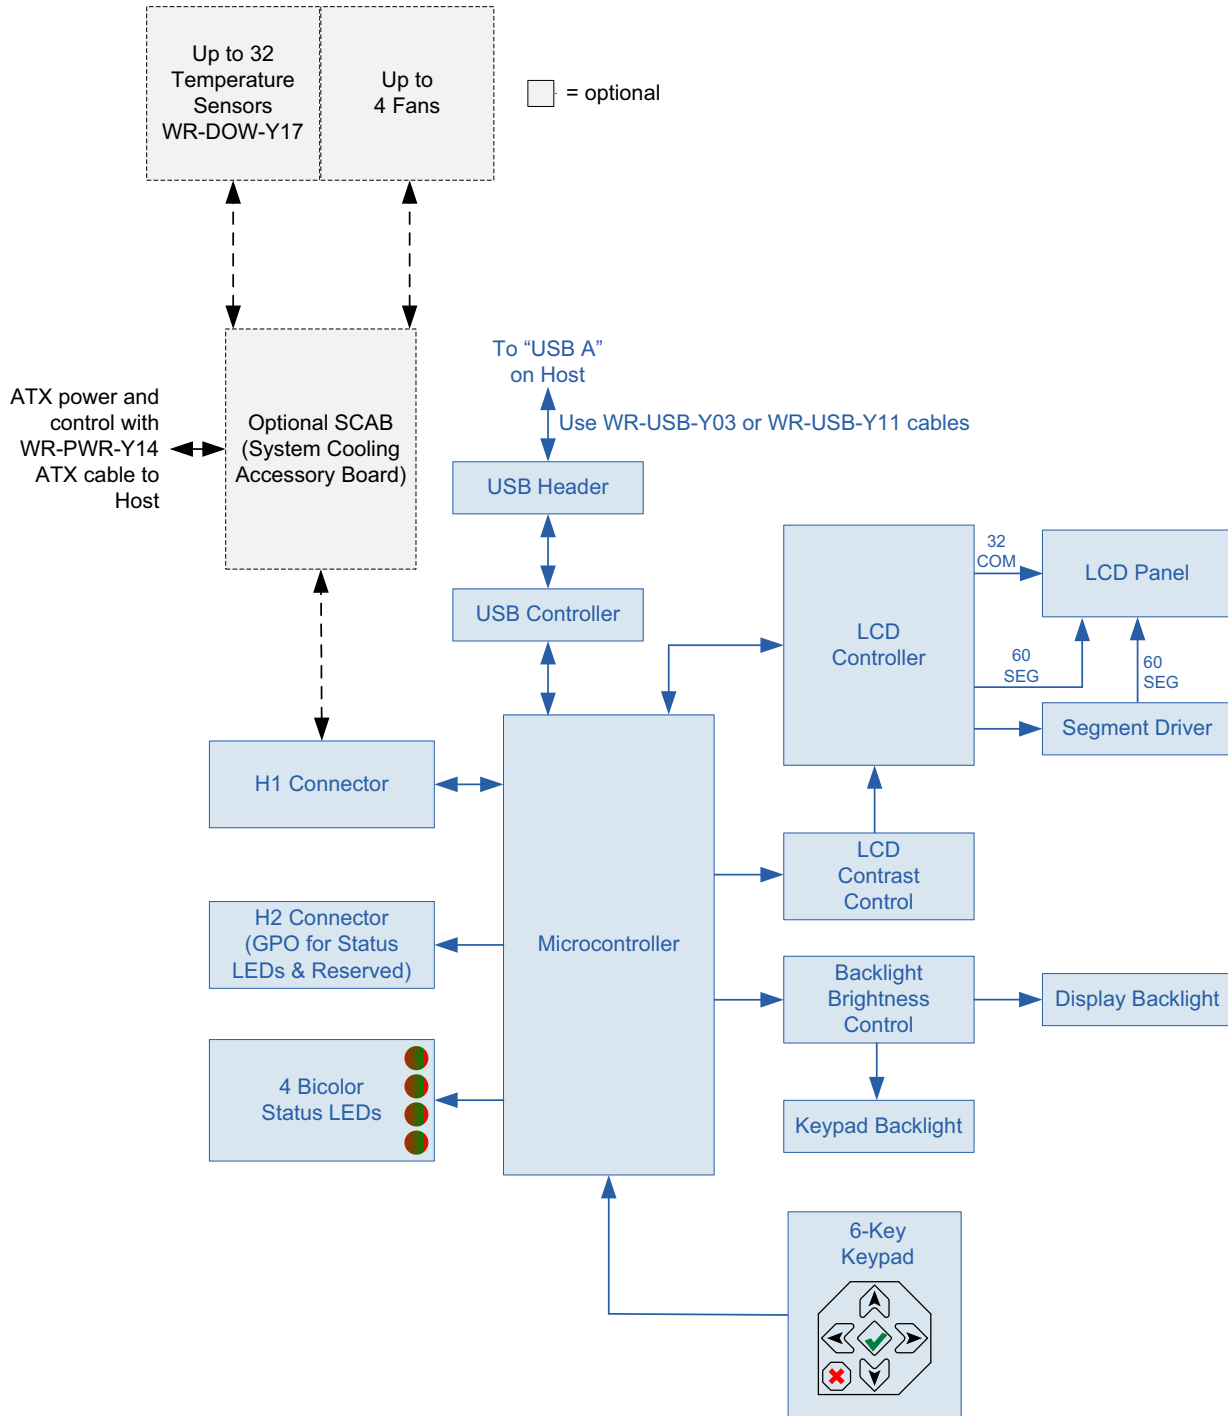 Up to 32
Temperature
Sensors
WR-DOW-Y17
Up to
4 Fans
= optional
ATX power and
control with
WR-PWR-Y14
ATX cable to
Host
Optional SCAB
(System Cooling
Accessory Board)
To “USB A”
on Host
Use WR-USB-Y03 or WR-USB-Y11 cables
USB Header
USB Controller
LCD
Controller
32
COM
LCD Panel
60
SEG
60
SEG
Segment Driver
H1 Connector
LCD
Contrast
Control
H2 Connector
(GPO for Status
LEDs & Reserved)
Microcontroller
Backlight
Brightness
Control
Display Backlight
4 Bicolor
Status LEDs
Keypad Backlight
6-Key
Keypad